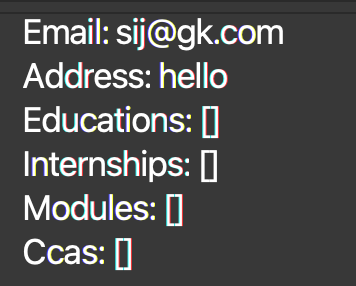 Email: sij@gk.com
Address: hello
Educations: []
Internships: []
Modules: []
Ccas: []